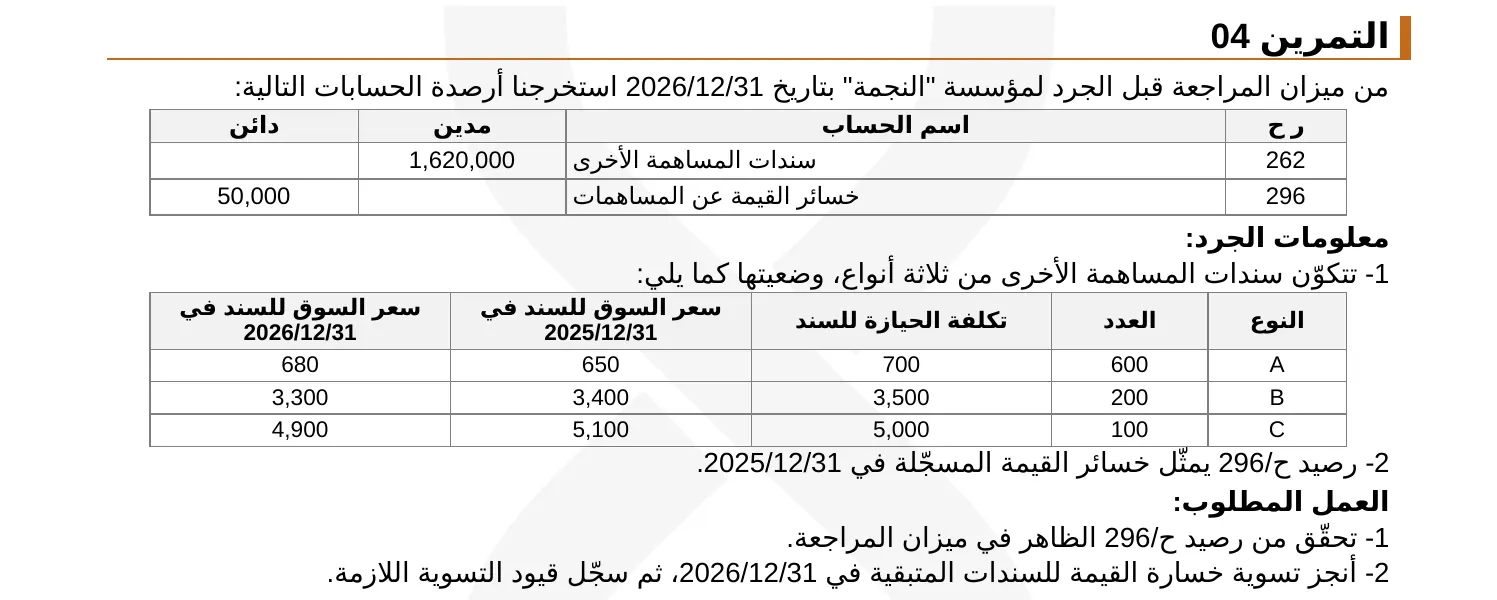 التمرين 04
من ميزان المراجعة قبل الجرد لمؤسسة "النجمة" بتاريخ 2026/12/31 استخرجنا أرصدة الحسابات التالية:
ر ح اسم الحساب مدين دائن
262 سندات المساهمة الأخرى 1,620,000
296 خسائر القيمة عن المساهمات 50,000
معلومات الجرد:
1- تتكوّن سندات المساهمة الأخرى من ثلاثة أنواع، وضعيتها كما يلي:
النوع العدد تكلفة الحيازة للسند سعر السوق للسند في 2025/12/31 سعر السوق للسند في 2026/12/31
A 600 700 650 680
B 200 3,500 3,400 3,300
C 100 5,000 5,100 4,900
2- رصيد ح/296 يمثّل خسائر القيمة المسجّلة في 2025/12/31.
العمل المطلوب:
1- تحقّق من رصيد ح/296 الظاهر في ميزان المراجعة.
2- أنجز تسوية خسارة القيمة للسندات المتبقية في 2026/12/31، ثم سجّل قيود التسوية اللازمة.